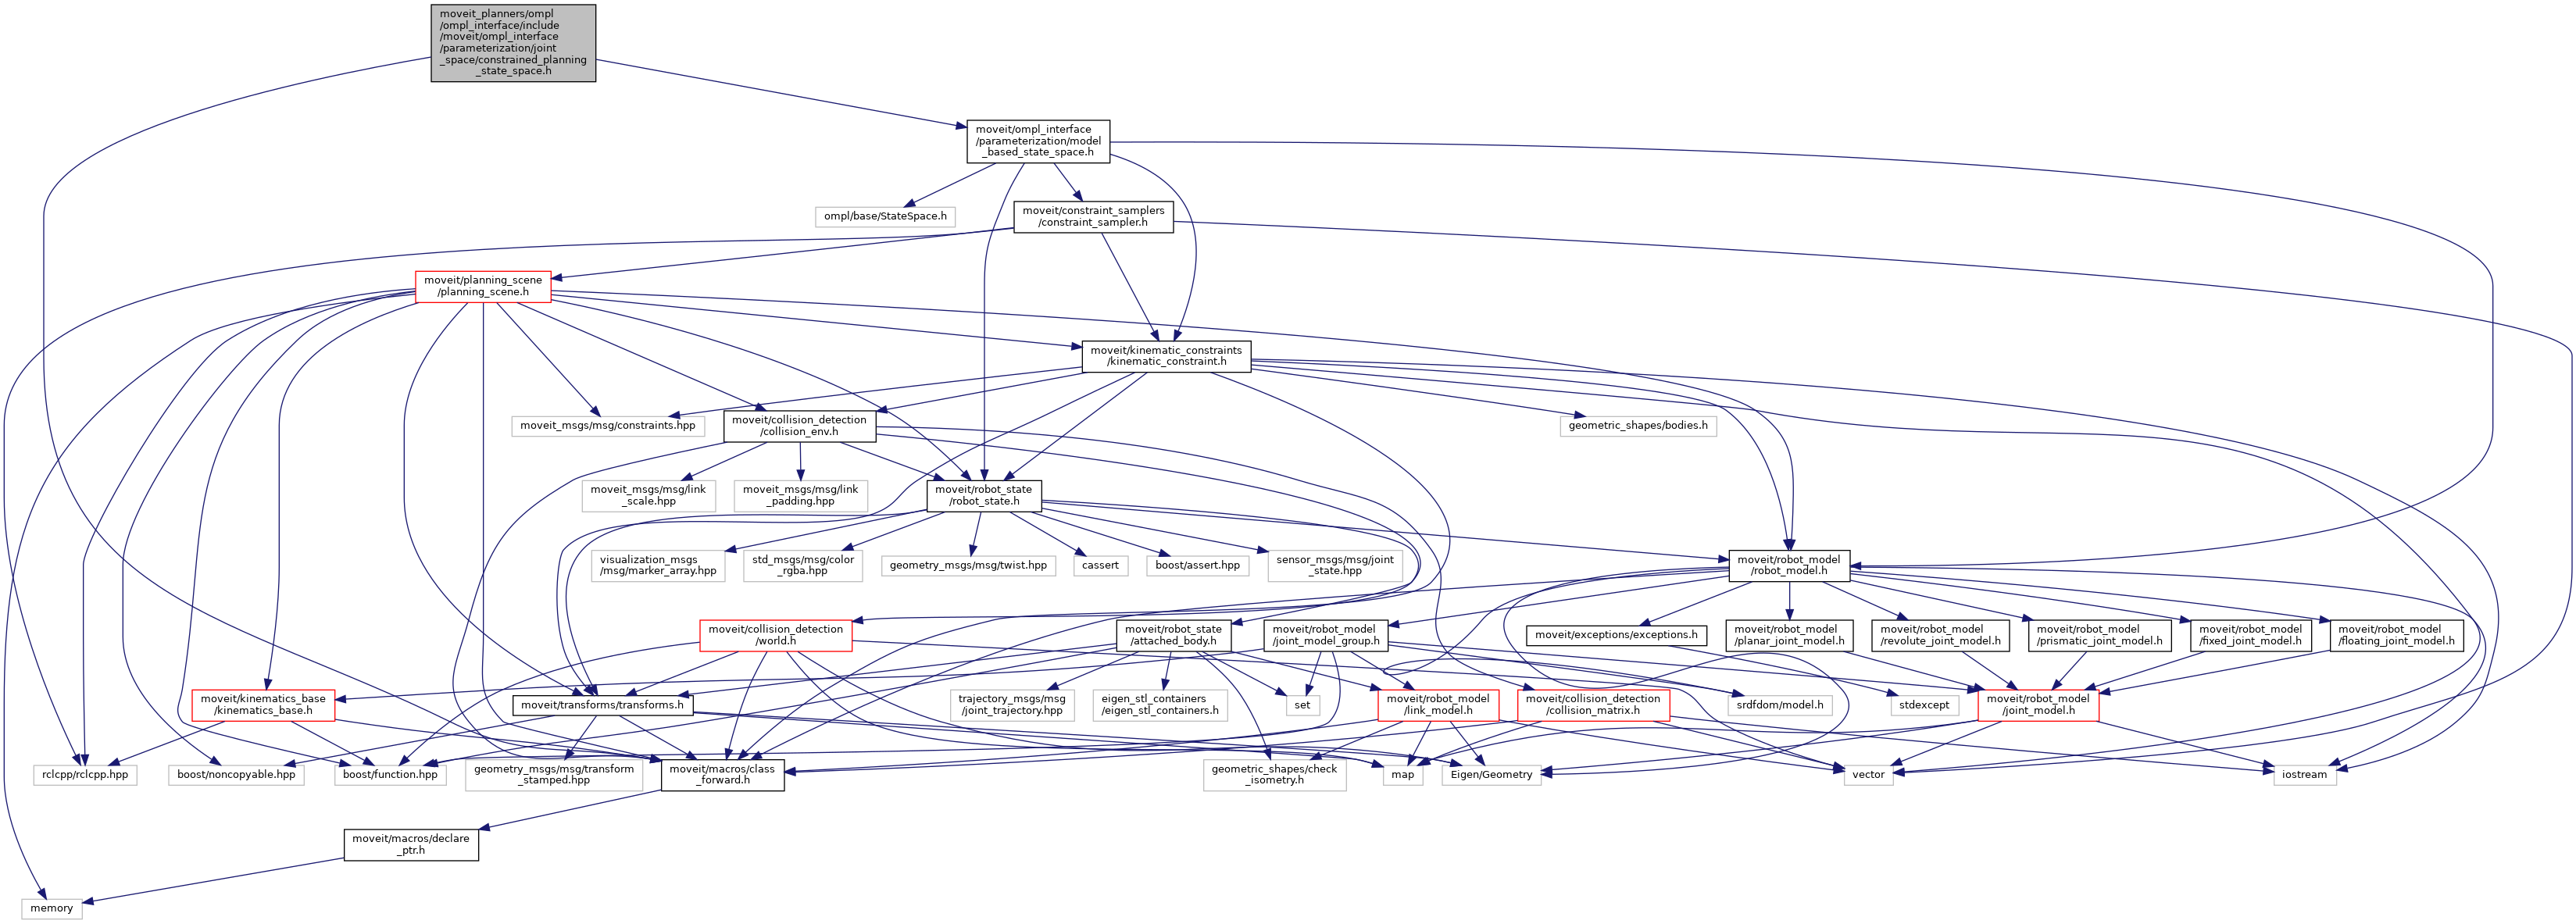 moveit_planners/ompl
/ompl_interface/include
/moveit/ompl_interface
/parameterization/joint
_space/constrained_planning
_state_space.h
moveit/ompl_interface
/parameterization/model
_based_state_space.h
ompl/base/StateSpace.h
moveit/constraint_samplers
/constraint_sampler.h
moveit/planning_scene
/planning_scene.h
moveit/kinematic_constraints
/kinematic_constraint.h
moveit_msgs/msg/constraints.hpp
moveit/collision_detection
/collision_env.h
geometric_shapes/bodies.h
moveit_msgs/msg/link
_scale.hpp
moveit_msgs/msg/link
_padding.hpp
moveit/robot_state
/robot_state.h
visualization_msgs
/msg/marker_array.hpp
std_msgs/msg/color
_rgba.hpp
geometry_msgs/msg/twist.hpp
cassert
boost/assert.hpp
sensor_msgs/msg/joint
_state.hpp
moveit/robot_model
/robot_model.h
moveit/collision_detection
/world.h
moveit/robot_state
/attached_body.h
moveit/robot_model
/joint_model_group.h
moveit/exceptions/exceptions.h
moveit/robot_model
/planar_joint_model.h
moveit/robot_model
/revolute_joint_model.h
moveit/robot_model
/prismatic_joint_model.h
moveit/robot_model
/fixed_joint_model.h
moveit/robot_model
/floating_joint_model.h
moveit/kinematics_base
/kinematics_base.h
moveit/transforms/transforms.h
trajectory_msgs/msg
/joint_trajectory.hpp
eigen_stl_containers
/eigen_stl_containers.h
set
moveit/robot_model
/link_model.h
moveit/collision_detection
/collision_matrix.h
srdfdom/model.h
stdexcept
moveit/robot_model
/joint_model.h
rclcpp/rclcpp.hpp
boost/noncopyable.hpp
boost/function.hpp
geometry_msgs/msg/transform
_stamped.hpp
moveit/macros/class
_forward.h
geometric_shapes/check
_isometry.h
map
Eigen/Geometry
vector
iostream
moveit/macros/declare
_ptr.h
memory